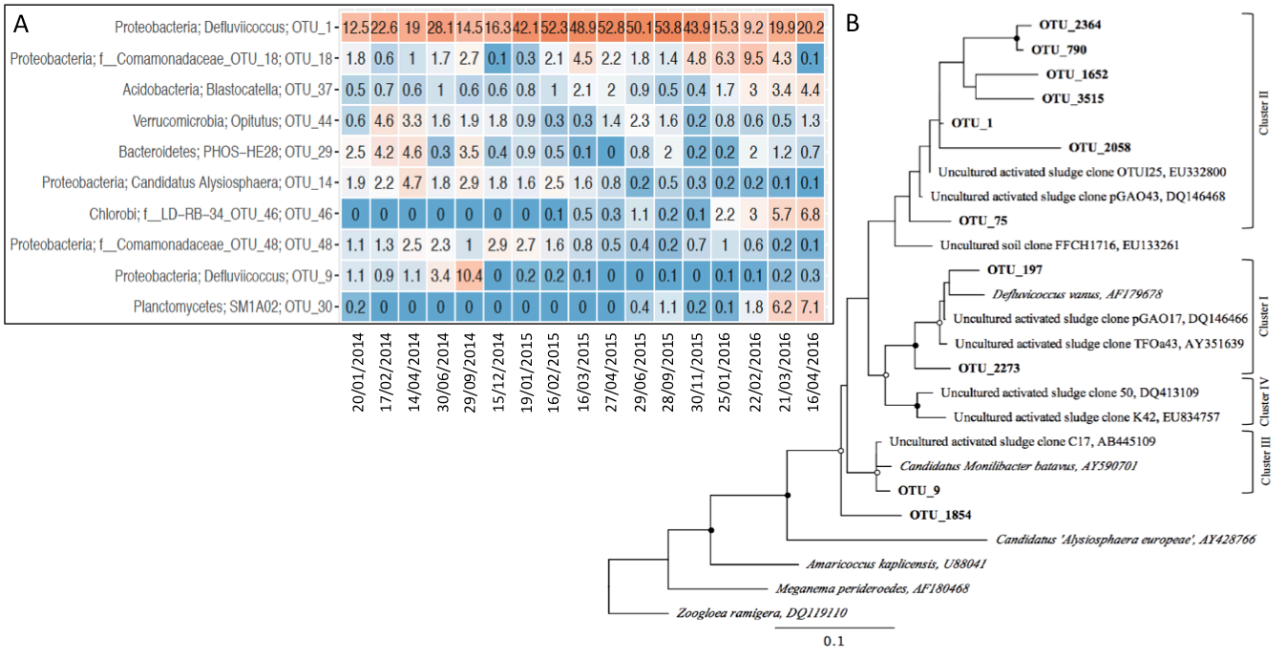 A
Proteobacteria; Defluviicoccus; OTU_1 12.5 22.6 19 28.1 14.5 16.3 42.1 52.3 48.9 52.8 50.1 53.8 43.9 15.3 9.2 19.9 20.2
Proteobacteria; f__Comamonadaceae_OTU_18; OTU_18 1.8 0.6 1 1.7 2.7 0.1 0.3 2.1 4.5 2.2 1.8 1.4 4.8 6.3 9.5 4.3 0.1
Acidobacteria; Blastocatella; OTU_37 0.5 0.7 0.6 1 0.6 0.6 0.8 1 2.1 2 0.9 0.5 0.4 1.7 3 3.4 4.4
Verrucomicrobia; Opitutus; OTU_44 0.6 4.6 3.3 1.6 1.9 1.8 0.9 0.3 0.3 1.4 2.3 1.6 0.2 0.8 0.6 0.5 1.3
Bacteroidetes; PHOS−HE28; OTU_29 2.5 4.2 4.6 0.3 3.5 0.4 0.9 0.5 0.1 0 0.8 2 0.2 0.2 2 1.2 0.7
Proteobacteria; Candidatus Alysiosphaera; OTU_14 1.9 2.2 4.7 1.8 2.9 1.8 1.6 2.5 1.6 0.8 0.2 0.5 0.3 0.2 0.2 0.1 0.1
Chlorobi; f__LD−RB−34_OTU_46; OTU_46 0 0 0 0 0 0 0 0.1 0.5 0.3 1.1 0.2 0.1 2.2 3 5.7 6.8
Proteobacteria; f__Comamonadaceae_OTU_48; OTU_48 1.1 1.3 2.5 2.3 1 2.9 2.7 1.6 0.8 0.5 0.4 0.2 0.7 1 0.6 0.2 0.1
Proteobacteria; Defluviicoccus; OTU_9 1.1 0.9 1.1 3.4 10.4 0 0.2 0.2 0.1 0 0 0.1 0 0.1 0.1 0.2 0.3
Planctomycetes; SM1A02; OTU_30 0.2 0 0 0 0 0 0 0 0 0 0.4 1.1 0.2 0.1 1.8 6.2 7.1
20/01/2014
17/02/2014
14/04/2014
30/06/2014
29/09/2014
15/12/2014
19/01/2015
16/02/2015
16/03/2015
27/04/2015
29/06/2015
28/09/2015
30/11/2015
25/01/2016
22/02/2016
21/03/2016
16/04/2016
B
OTU_2364
OTU_790
OTU_1652
OTU_3515
OTU_1
OTU_2058
Uncultured activated sludge clone OTUI25, EU332800
Uncultured activated sludge clone pGAO43, DQ146468
OTU_75
Cluster II
Uncultured soil clone FFCH1716, EU133261
OTU_197
Defluvicoccus vanus, AF179678
Uncultured activated sludge clone pGAO17, DQ146466
Uncultured activated sludge clone TFOa43, AY351639
OTU_2273
Cluster I
Uncultured activated sludge clone 50, DQ413109
Uncultured activated sludge clone K42, EU834757
Cluster IV
Uncultured activated sludge clone C17, AB445109
Candidatus Monilibacter batavus, AY590701
OTU_9
Cluster III
OTU_1854
Candidatus 'Alysiosphaera europeae', AY428766
Amaricoccus kaplicensis, U88041
Meganema perideroedes, AF180468
Zoogloea ramigera, DQ119110
0.1